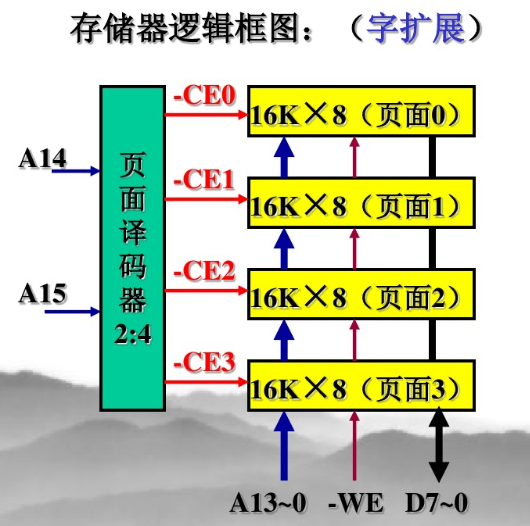 存储器逻辑框图：（字扩展）
-CE0
16K×8（页面0）
A14
页面译码器2:4
-CE1
16K×8（页面1）
A15
-CE2
16K×8（页面2）
-CE3
16K×8（页面3）
A13~0 -WE D7~0